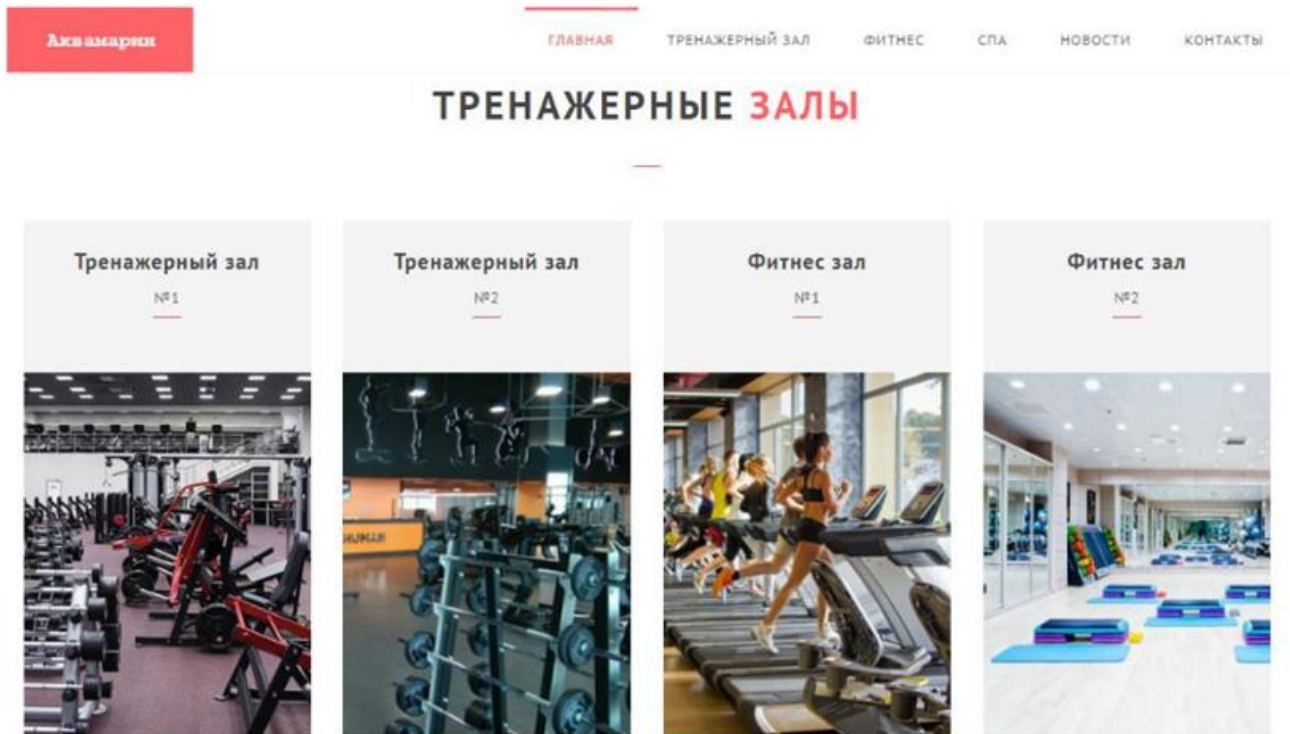 Аквамарин
ГЛАВНАЯ ТРЕНАЖЕРНЫЙ ЗАЛ ФИТНЕС СПА НОВОСТИ КОНТАКТЫ
ТРЕНАЖЕРНЫЕ ЗАЛЫ
Тренажерный зал
№1
Тренажерный зал
№2
Фитнес зал
№1
Фитнес зал
№2